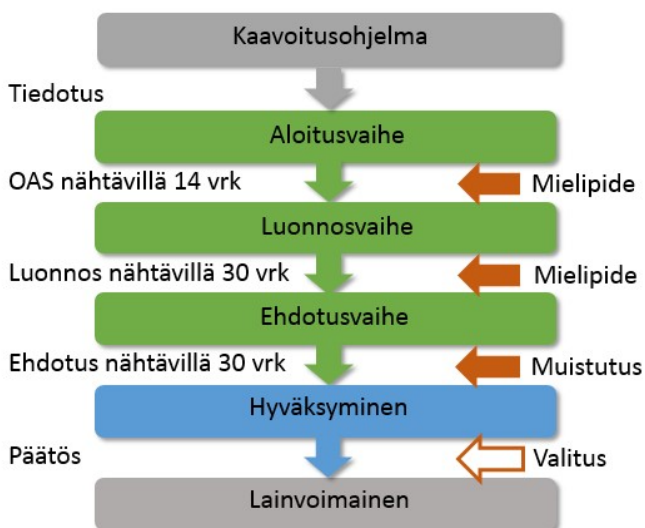 Kaavoitusohjelma
Tiedotus
Aloitusvaihe
OAS nähtävillä 14 vrk
Mielipide
Luonnosvaihe
Luonnos nähtävillä 30 vrk
Mielipide
Ehdotusvaihe
Ehdotus nähtävillä 30 vrk
Muistutus
Hyväksyminen
Päätös
Valitus
Lainvoimainen